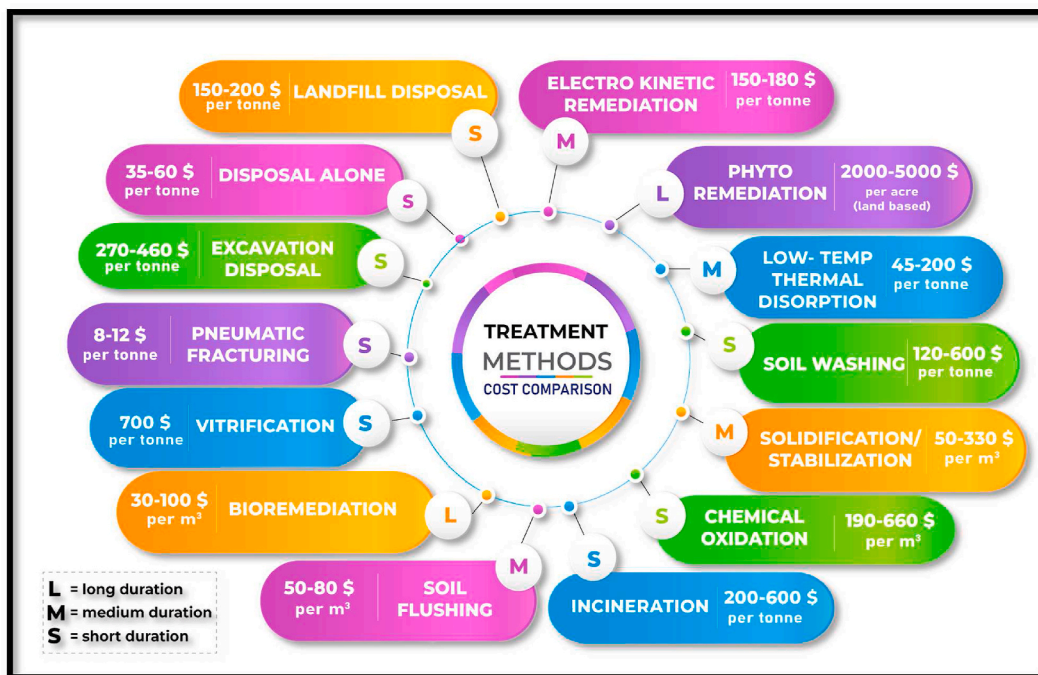 150-200 $
per tonne
LANDFILL DISPOSAL
S
ELECTRO KINETIC
REMEDIATION
150-180 $
per tonne
M
35-60 $
per tonne
DISPOSAL ALONE
S
L
PHYTO
REMEDIATION
2000-5000 $
per acre
(land based)
270-460 $
per tonne
EXCAVATION
DISPOSAL
S
M
LOW- TEMP
THERMAL
DISORPTION
45-200 $
per tonne
8-12 $
per tonne
PNEUMATIC
FRACTURING
S
TREATMENT
METHODS
COST COMPARISON
S
SOIL WASHING
120-600 $
per tonne
700 $
per tonne
VITRIFICATION
S
M
SOLIDIFICATION/
STABILIZATION
50-330 $
per m³
30-100 $
per m³
BIOREMEDIATION
L
S
CHEMICAL
OXIDATION
190-660 $
per m³
50-80 $
per m³
SOIL
FLUSHING
M
S
INCINERATION
200-600 $
per tonne
L = long duration
M = medium duration
S = short duration